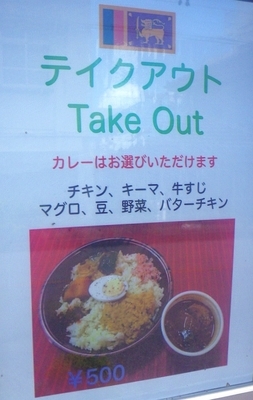 テイクアウト
Take Out
カレーはお選びいただけます
チキン、キーマ、牛すじ
マグロ、豆、野菜、バターチキン
￥500